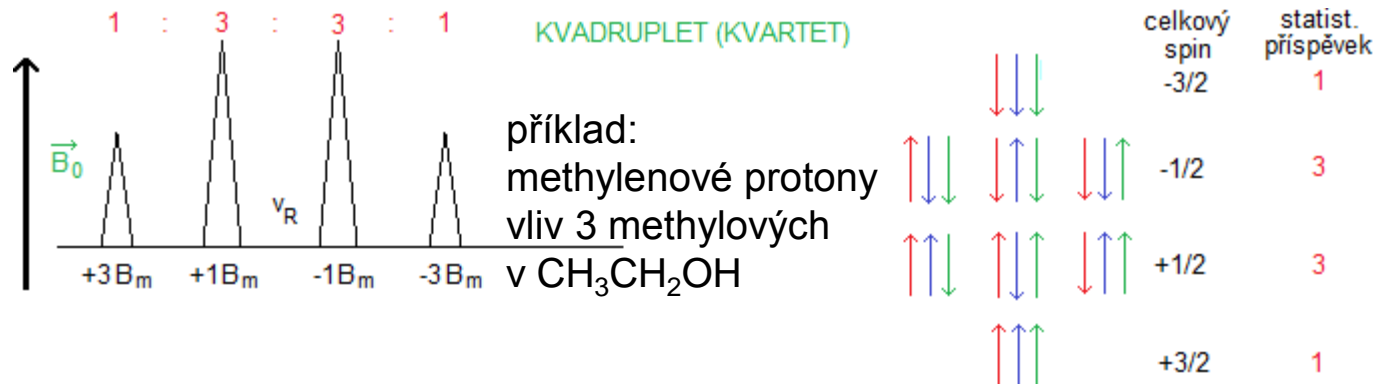 1 : 3 : 3 : 1
KVADRUPLET (KVARTET)
B₀
νR
+3Bₘ +1Bₘ -1Bₘ -3Bₘ
příklad:
methylenové protony
vliv 3 methylových
v CH₃CH₂OH
celkový spin
statist. příspěvek
-3/2 1
-1/2 3
+1/2 3
+3/2 1